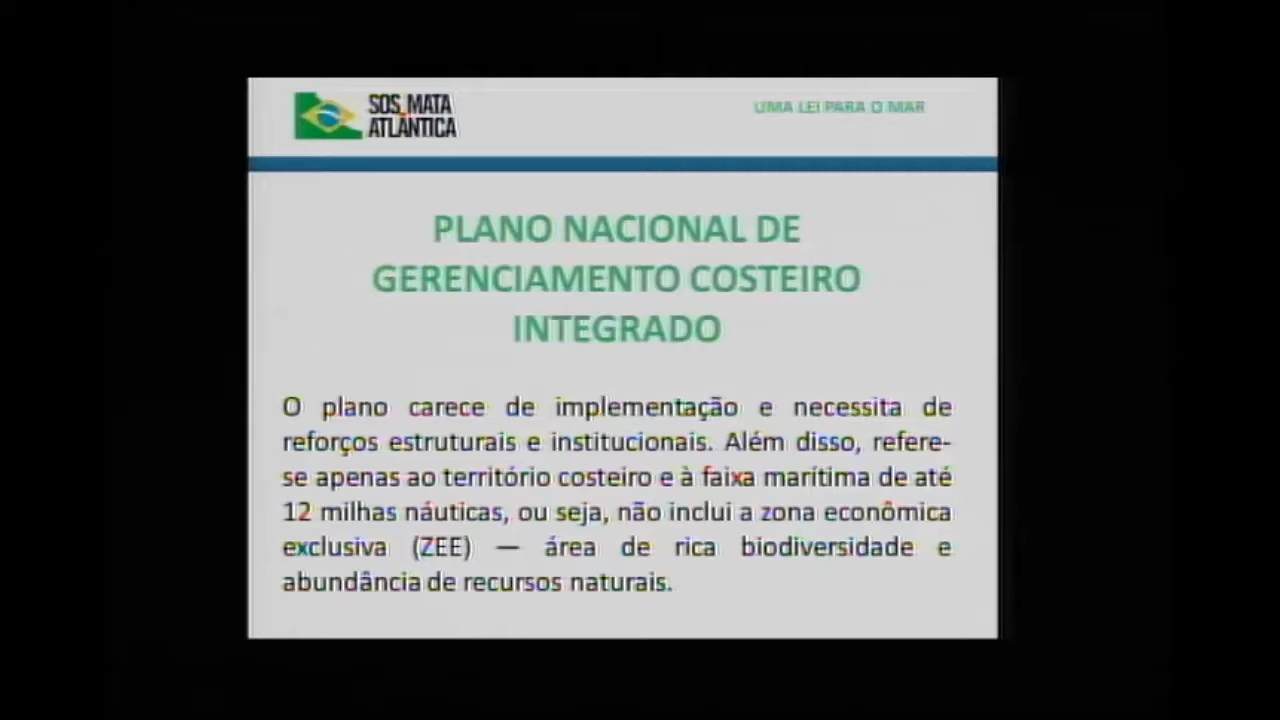 SOS MATA
ATLÂNTICA
UMA LEI PARA O MAR
PLANO NACIONAL DE
GERENCIAMENTO COSTEIRO
INTEGRADO
O plano carece de implementação e necessita de
reforços estruturais e institucionais. Além disso, refere-
se apenas ao território costeiro e à faixa marítima de até
12 milhas náuticas, ou seja, não inclui a zona econômica
exclusiva (ZEE) — área de rica biodiversidade e
abundância de recursos naturais.